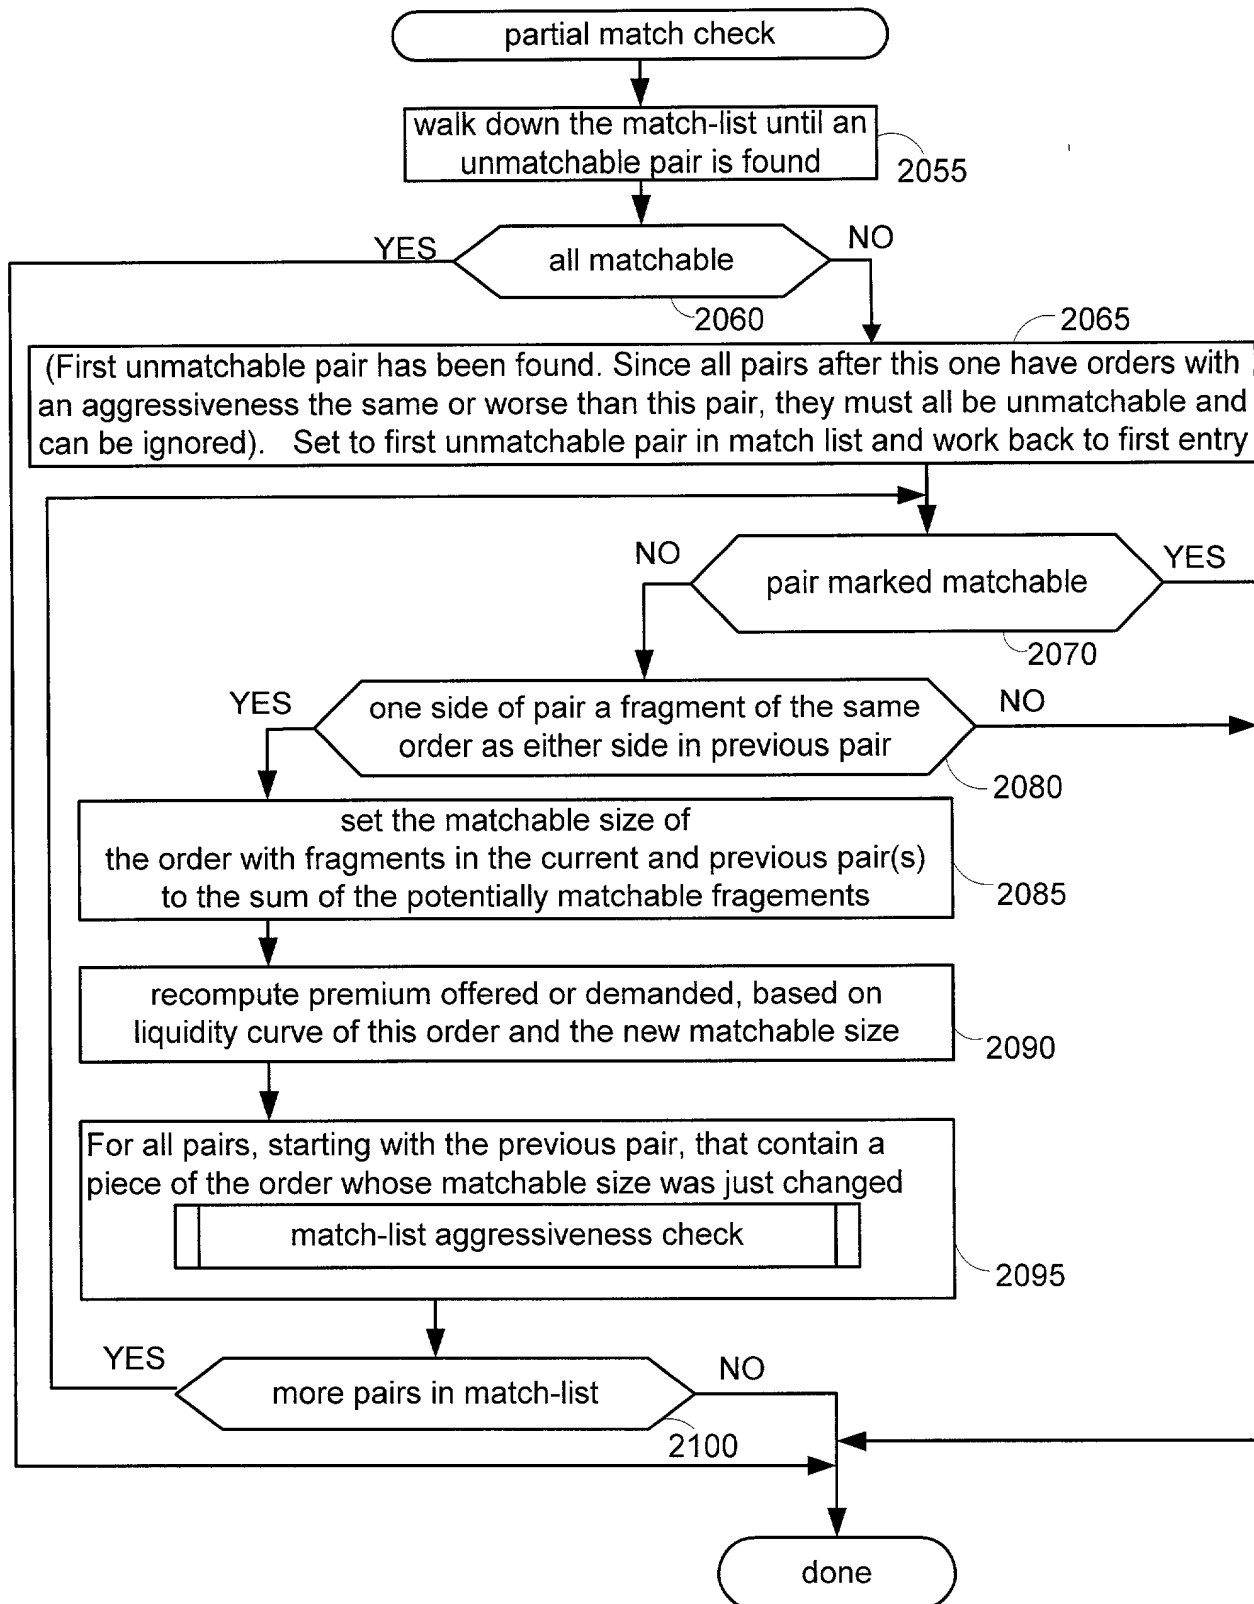 partial match check
walk down the match-list until an
unmatchable pair is found
2055
YES
NO
all matchable
2060
2065
(First unmatchable pair has been found. Since all pairs after this one have orders with
an aggressiveness the same or worse than this pair, they must all be unmatchable and
can be ignored). Set to first unmatchable pair in match list and work back to first entry
NO
YES
pair marked matchable
2070
YES
NO
one side of pair a fragment of the same
order as either side in previous pair
2080
set the matchable size of
the order with fragments in the current and previous pair(s)
to the sum of the potentially matchable fragements
2085
recompute premium offered or demanded, based on
liquidity curve of this order and the new matchable size
2090
For all pairs, starting with the previous pair, that contain a
piece of the order whose matchable size was just changed
match-list aggressiveness check
2095
YES
NO
more pairs in match-list
2100
done